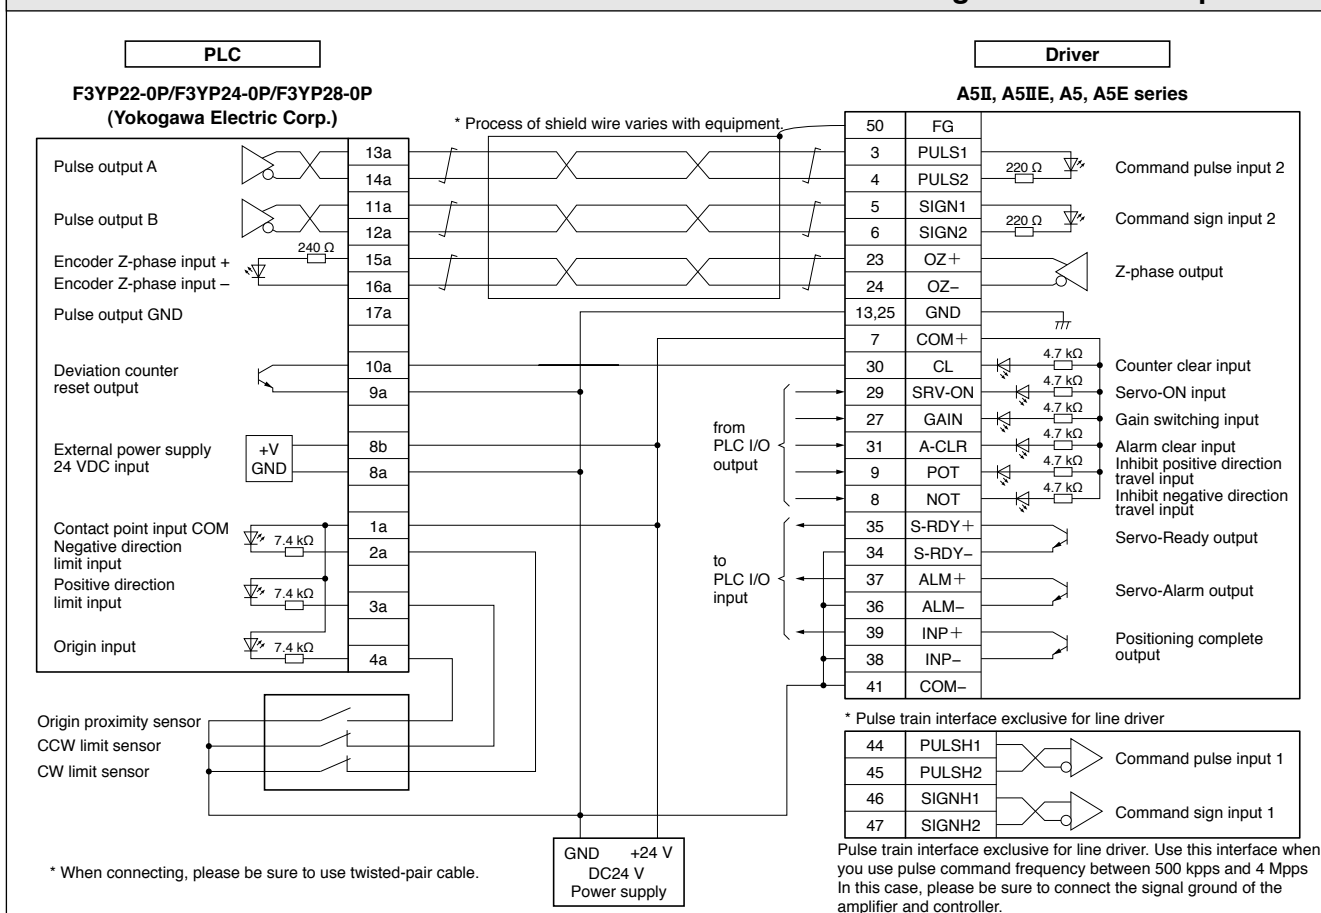 PLC
F3YP22-0P/F3YP24-0P/F3YP28-0P
(Yokogawa Electric Corp.)
* Process of shield wire varies with equipment.
Driver
A5II, A5IIE, A5, A5E series
Pulse output A
13a
14a
Pulse output B
11a
12a
240 Ω
Encoder Z-phase input +
15a
Encoder Z-phase input –
16a
Pulse output GND
17a
Deviation counter
reset output
10a
9a
External power supply
24 VDC input
+V
GND
8b
8a
Contact point input COM
1a
Negative direction
limit input
7.4 kΩ
2a
Positive direction
limit input
7.4 kΩ
3a
Origin input
7.4 kΩ
4a
Origin proximity sensor
CCW limit sensor
CW limit sensor
* When connecting, please be sure to use twisted-pair cable.
GND +24 V
DC24 V
Power supply
from
PLC I/O
output
to
PLC I/O
input
50 FG
3 PULS1
4 PULS2
220 Ω
Command pulse input 2
5 SIGN1
6 SIGN2
220 Ω
Command sign input 2
23 OZ+
24 OZ–
Z-phase output
13,25 GND
7 COM+
30 CL 4.7 kΩ Counter clear input
29 SRV-ON 4.7 kΩ Servo-ON input
27 GAIN 4.7 kΩ Gain switching input
31 A-CLR 4.7 kΩ Alarm clear input
9 POT 4.7 kΩ Inhibit positive direction
travel input
8 NOT 4.7 kΩ Inhibit negative direction
travel input
35 S-RDY+
34 S-RDY–
Servo-Ready output
37 ALM+
36 ALM–
Servo-Alarm output
39 INP+
38 INP–
Positioning complete
output
41 COM–
* Pulse train interface exclusive for line driver
44 PULSH1
45 PULSH2
Command pulse input 1
46 SIGNH1
47 SIGNH2
Command sign input 1
Pulse train interface exclusive for line driver. Use this interface when
you use pulse command frequency between 500 kpps and 4 Mpps
In this case, please be sure to connect the signal ground of the
amplifier and controller.